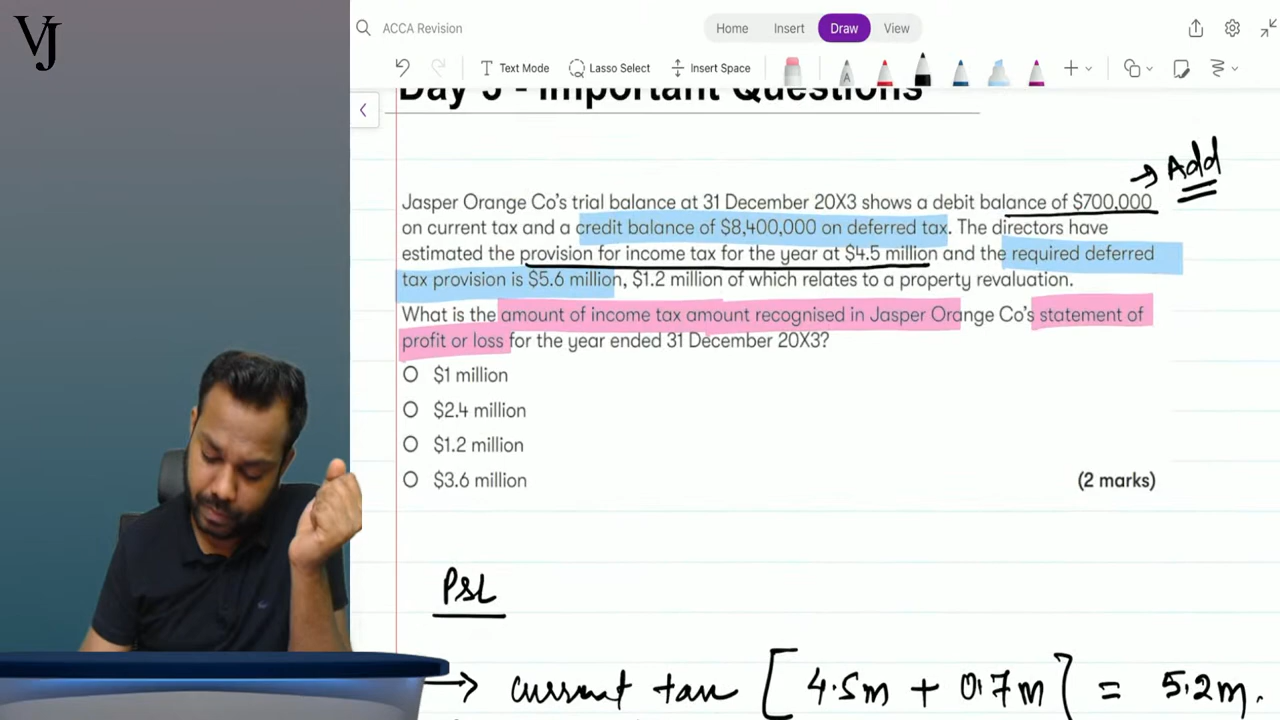 VJ
ACCA Revision
Home Insert Draw View
Text Mode Lasso Select Insert Space
Day 5 - Important Questions
→ Add
Jasper Orange Co's trial balance at 31 December 20X3 shows a debit balance of $700,000
on current tax and a credit balance of $8,400,000 on deferred tax. The directors have
estimated the provision for income tax for the year at $4.5 million and the required deferred
tax provision is $5.6 million, $1.2 million of which relates to a property revaluation.
What is the amount of income tax amount recognised in Jasper Orange Co's statement of
profit or loss for the year ended 31 December 20X3?
O $1 million
O $2.4 million
O $1.2 million
O $3.6 million
(2 marks)
P&L
→ current tax [4.5m + 0.7m] = 5.2m.